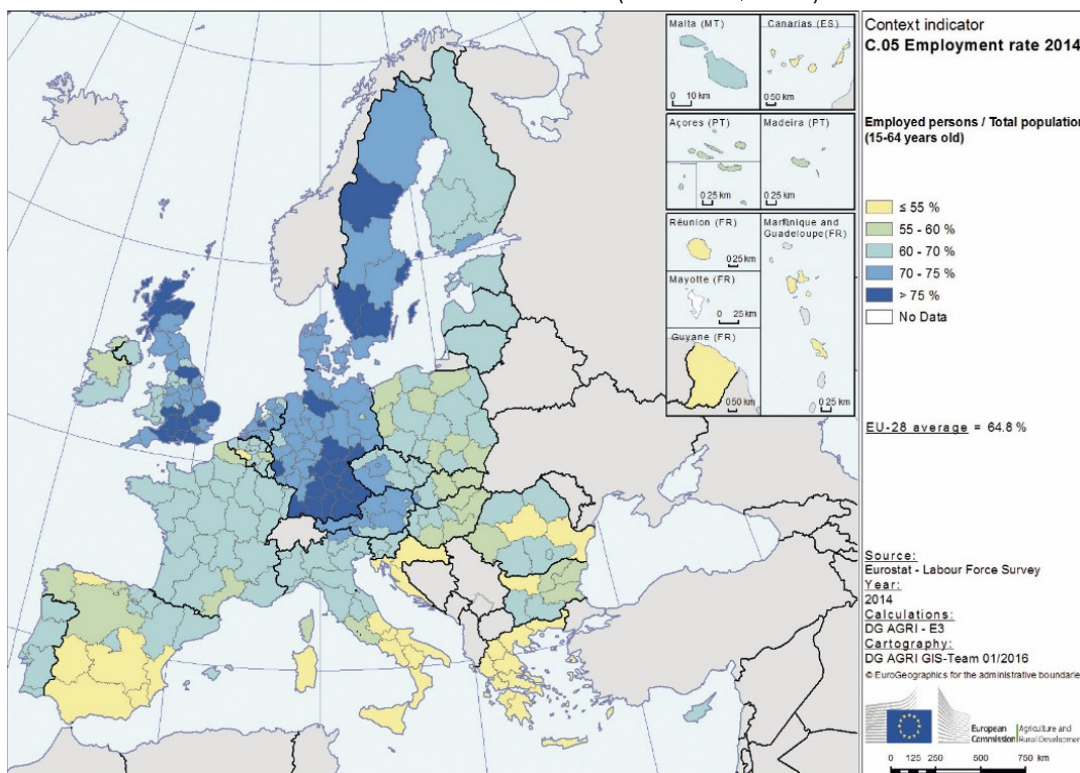 Malta (MT)
0 10 km
Canarias (ES)
0 50 km
Açores (PT)
0 25 km
Madeira (PT)
0 25 km
Réunion (FR)
0 25 km
Mayotte (FR)
0 25 km
Guyane (FR)
0 50 km
Martinique and
Guadeloupe(FR)
0 25 km
Context indicator
C.05 Employment rate 2014
Employed persons / Total population
(15-64 years old)
≤ 55 %
55 - 60 %
60 - 70 %
70 - 75 %
> 75 %
No Data
EU-28 average = 64.8 %
Source:
Eurostat - Labour Force Survey
Year:
2014
Calculations:
DG AGRI - E3
Cartography:
DG AGRI GIS-Team 01/2016
© EuroGeographics for the administrative boundarie
European
Commission
Agriculture and
Rural Development
0 125 250 500 750 km